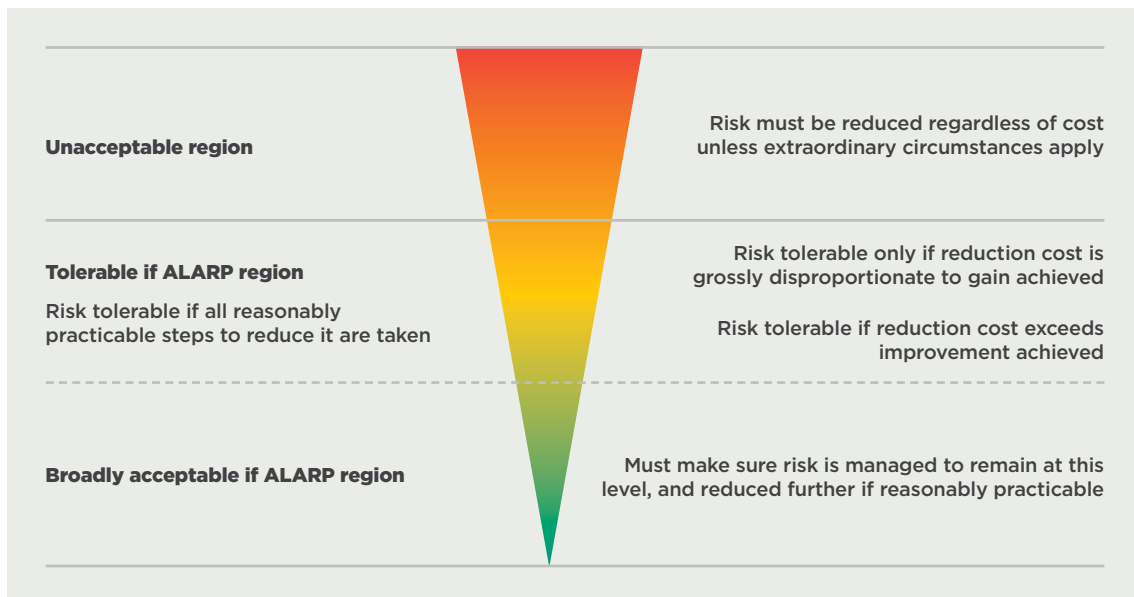 Unacceptable region
Risk must be reduced regardless of cost
unless extraordinary circumstances apply
Tolerable if ALARP region
Risk tolerable if all reasonably
practicable steps to reduce it are taken
Risk tolerable only if reduction cost is
grossly disproportionate to gain achieved
Risk tolerable if reduction cost exceeds
improvement achieved
Broadly acceptable if ALARP region
Must make sure risk is managed to remain at this
level, and reduced further if reasonably practicable